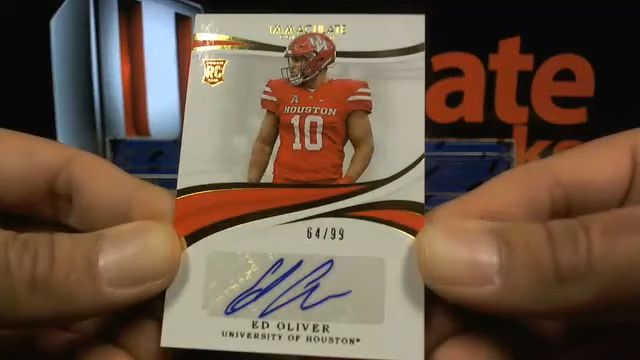 IMMACULATE
RC
HOUSTON
10
64/99
ED OLIVER
UNIVERSITY OF HOUSTON*
ate